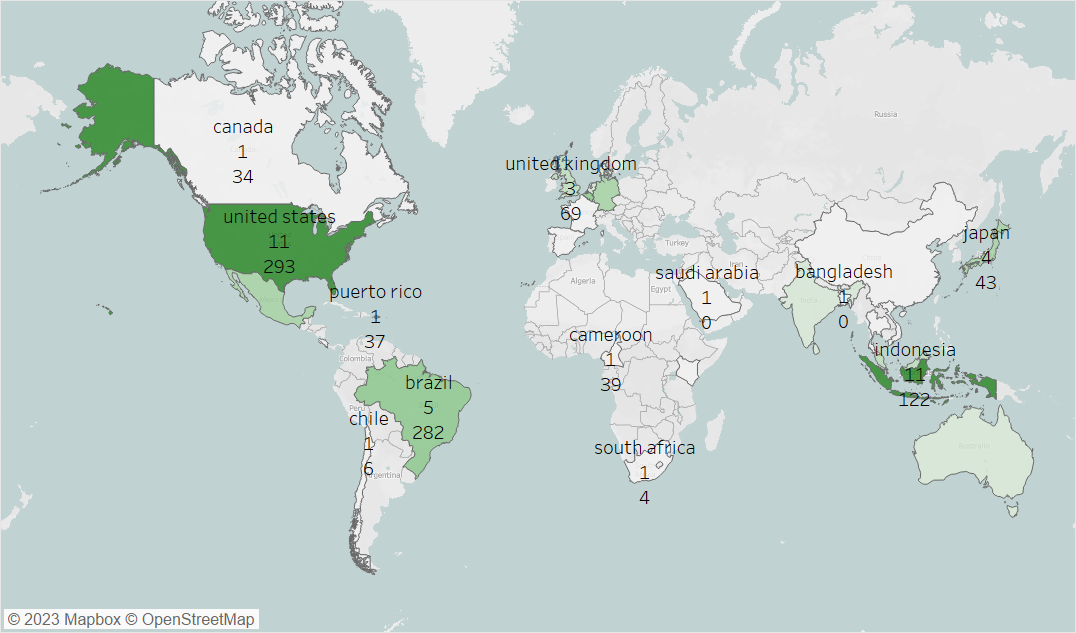 Russia
canada
1
34
united kingdom
3
69
united states
11
293
japan
4
43
Turkey
Iran
saudi arabia
1
0
bangladesh
1
0
Algeria
Egypt
India
puerto rico
1
37
cameroon
1
39
indonesia
11
122
Colombia
brazil
5
282
Peru
chile
1
6
south africa
1
4
Australia
Argentina
© 2023 Mapbox © OpenStreetMap